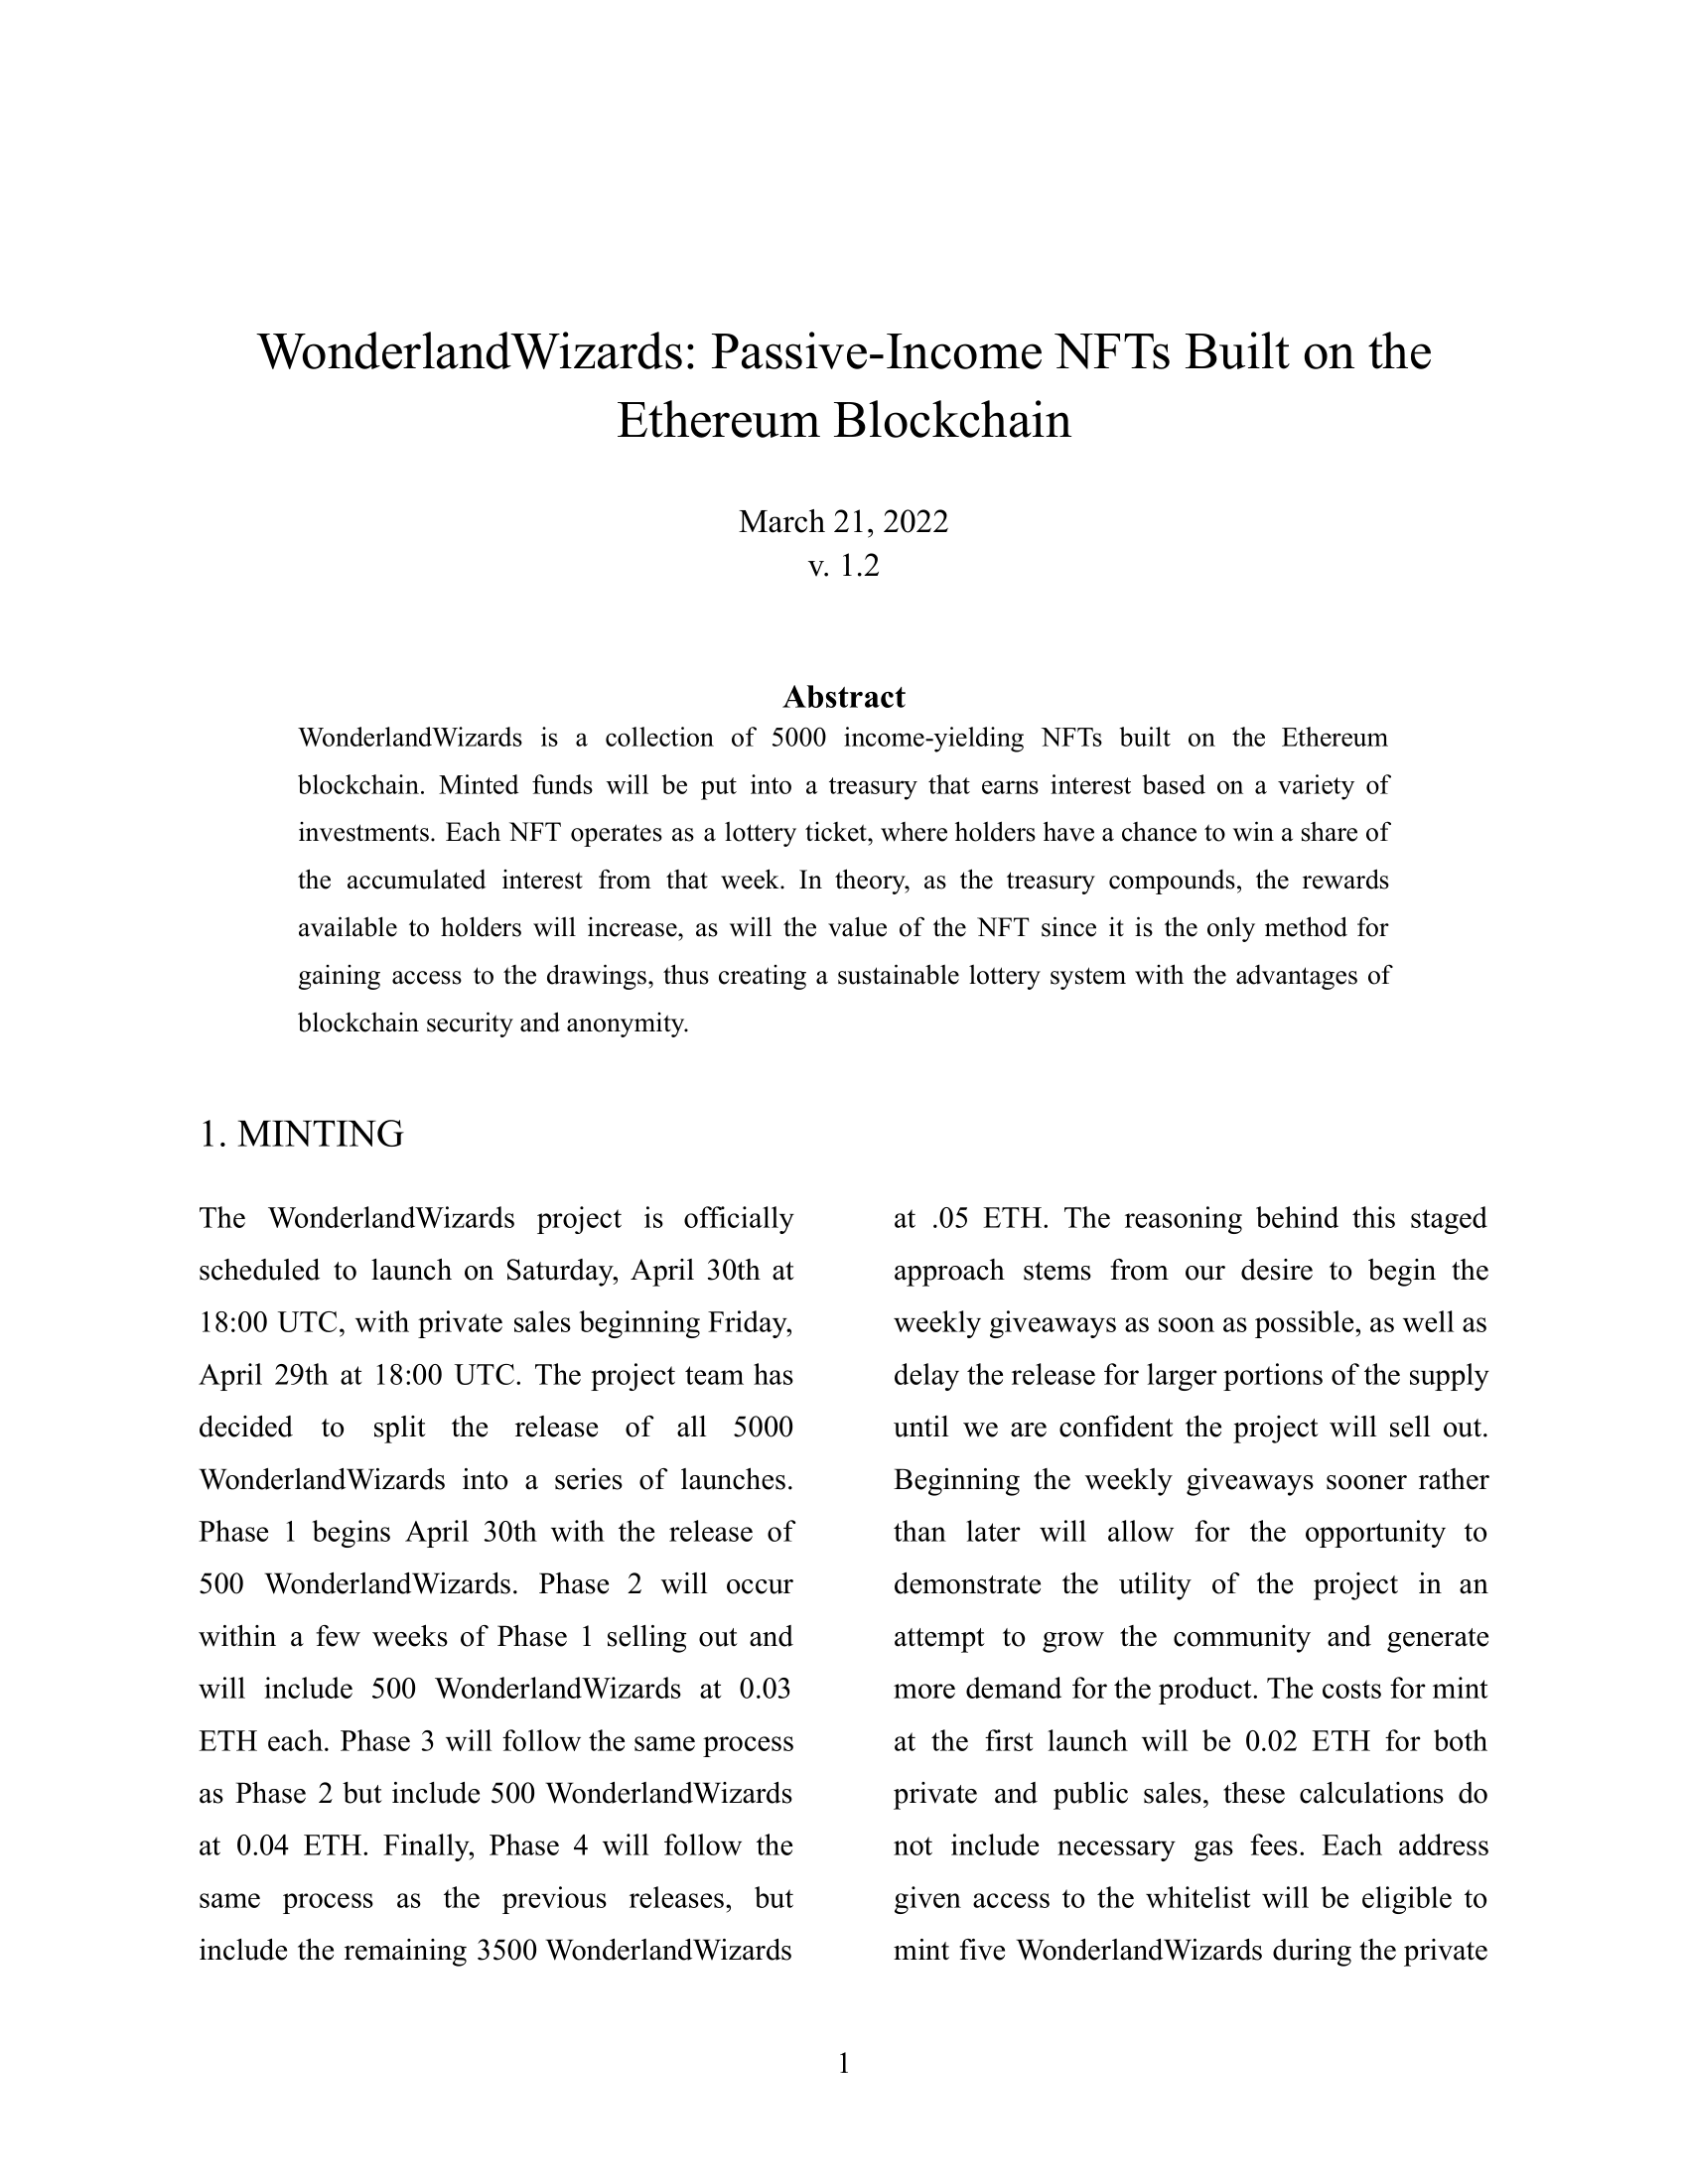 WonderlandWizards: Passive-Income NFTs Built on the
Ethereum Blockchain
March 21, 2022
v. 1.2
Abstract
WonderlandWizards is a collection of 5000 income-yielding NFTs built on the Ethereum
blockchain. Minted funds will be put into a treasury that earns interest based on a variety of
investments. Each NFT operates as a lottery ticket, where holders have a chance to win a share of
the accumulated interest from that week. In theory, as the treasury compounds, the rewards
available to holders will increase, as will the value of the NFT since it is the only method for
gaining access to the drawings, thus creating a sustainable lottery system with the advantages of
blockchain security and anonymity.
1. MINTING
The WonderlandWizards project is officially
scheduled to launch on Saturday, April 30th at
18:00 UTC, with private sales beginning Friday,
April 29th at 18:00 UTC. The project team has
decided to split the release of all 5000
WonderlandWizards into a series of launches.
Phase 1 begins April 30th with the release of
500 WonderlandWizards. Phase 2 will occur
within a few weeks of Phase 1 selling out and
will include 500 WonderlandWizards at 0.03
ETH each. Phase 3 will follow the same process
as Phase 2 but include 500 WonderlandWizards
at 0.04 ETH. Finally, Phase 4 will follow the
same process as the previous releases, but
include the remaining 3500 WonderlandWizards
at .05 ETH. The reasoning behind this staged
approach stems from our desire to begin the
weekly giveaways as soon as possible, as well as
delay the release for larger portions of the supply
until we are confident the project will sell out.
Beginning the weekly giveaways sooner rather
than later will allow for the opportunity to
demonstrate the utility of the project in an
attempt to grow the community and generate
more demand for the product. The costs for mint
at the first launch will be 0.02 ETH for both
private and public sales, these calculations do
not include necessary gas fees. Each address
given access to the whitelist will be eligible to
mint five WonderlandWizards during the private
1